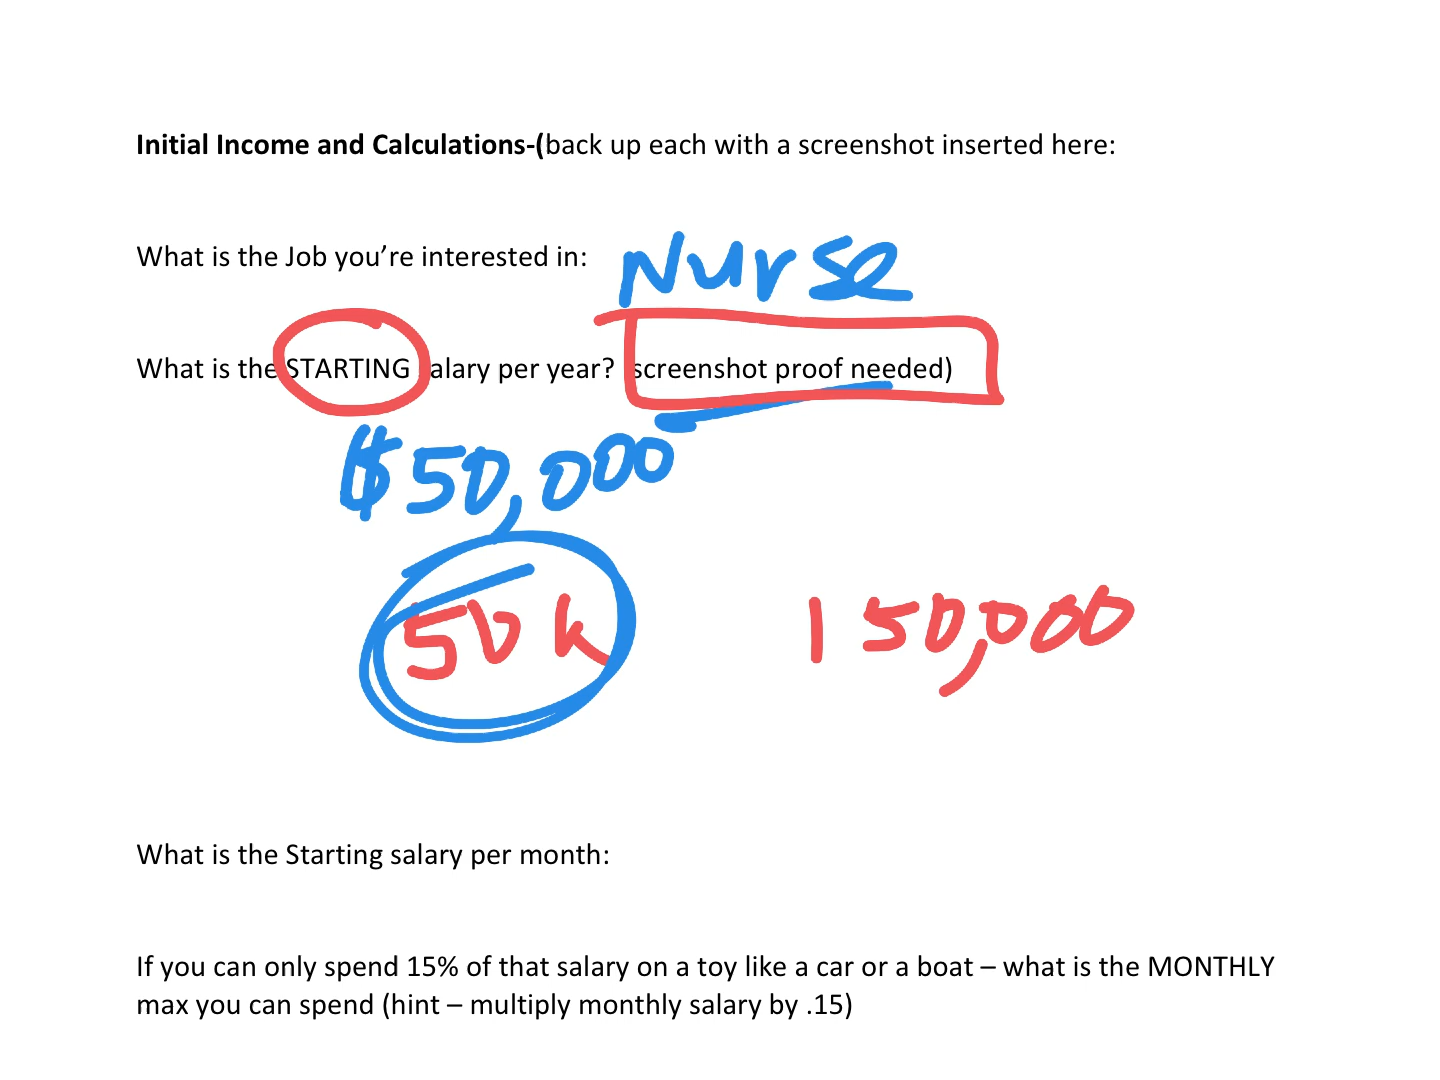 Initial Income and Calculations-(back up each with a screenshot inserted here:
What is the Job you’re interested in: Nurse
What is the STARTING salary per year? (screenshot proof needed)
$50,000
50k 150,000
What is the Starting salary per month:
If you can only spend 15% of that salary on a toy like a car or a boat – what is the MONTHLY
max you can spend (hint – multiply monthly salary by .15)